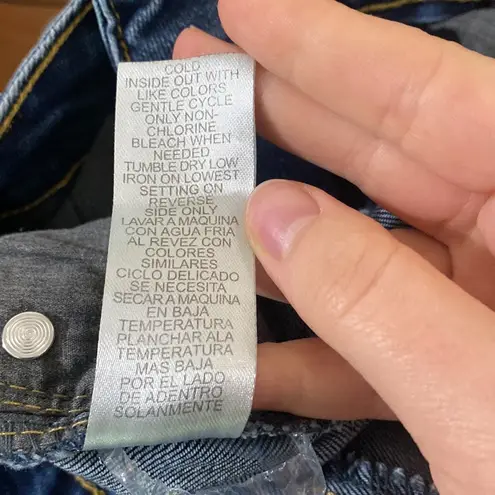 COLD
INSIDE OUT WITH
LIKE COLORS
GENTLE CYCLE
ONLY NON-
CHLORINE
BLEACH WHEN
NEEDED
TUMBLE DRY LOW
IRON ON LOWEST
SETTING ON
REVERSE
SIDE ONLY
LAVAR A MAQUINA
CON AGUA FRIA
AL REVEZ CON
COLORES
SIMILARES
CICLO DELICADO
SE NECESITA
SECAR A MAQUINA
EN BAJA
TEMPERATURA
PLANCHAR ALA
TEMPERATURA
MAS BAJA
POR EL LADO
DE ADENTRO
SOLANMENTE